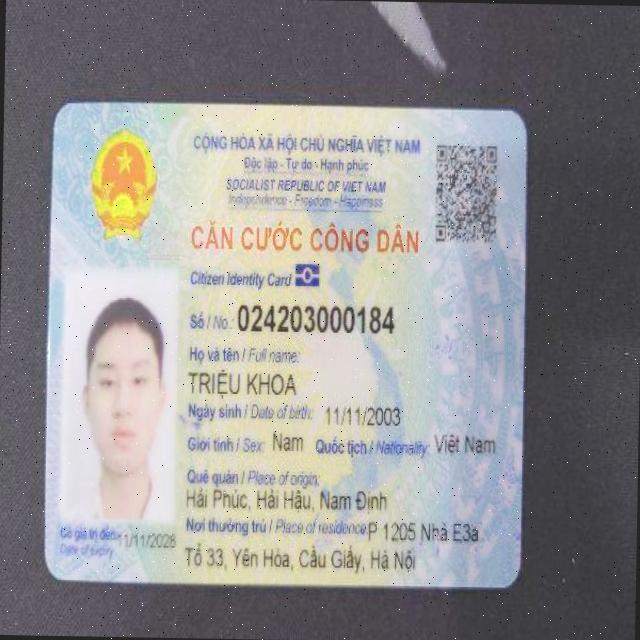 CỘNG HÒA XÃ HỘI CHỦ NGHĨA VIỆT NAM
Độc lập - Tự do - Hạnh phúc
SOCIALIST REPUBLIC OF VIET NAM
Independence - Freedom - Happiness
CĂN CƯỚC CÔNG DÂN
Citizen Identity Card
Số / No.: 024203000184
Họ và tên / Full name:
TRIỆU KHOA
Ngày sinh / Date of birth: 11/11/2003
Giới tính / Sex: Nam Quốc tịch / Nationality: Việt Nam
Quê quán / Place of origin:
Hải Phúc, Hải Hậu, Nam Định
Nơi thường trú / Place of residence: P 1205 Nhà E3a
Tổ 33, Yên Hòa, Cầu Giấy, Hà Nội
Có giá trị đến: 11/11/2028
Date of expiry